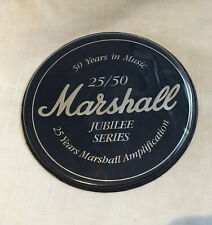 50 Years in Music
25/50
Marshall
JUBILEE
SERIES
25 Years Marshall Amplification